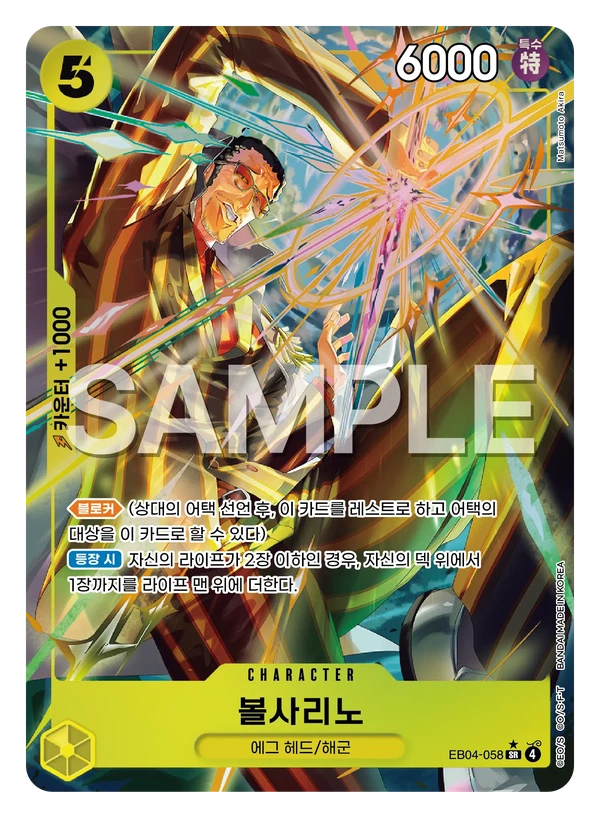 5
6000
특수
特
Matsumoto Akira
카운터 +1000
SAMPLE
블로커 (상대의 어택 선언 후, 이 카드를 레스트로 하고 어택의
대상을 이 카드로 할 수 있다)
등장 시 자신의 라이프가 2장 이하인 경우, 자신의 덱 위에서
1장까지를 라이프 맨 위에 더한다.
CHARACTER
볼사리노
에그 헤드/해군
EB04-058 ★ SR 4
©EO/S ©O/S·F·T BANDAI MADE IN KOREA